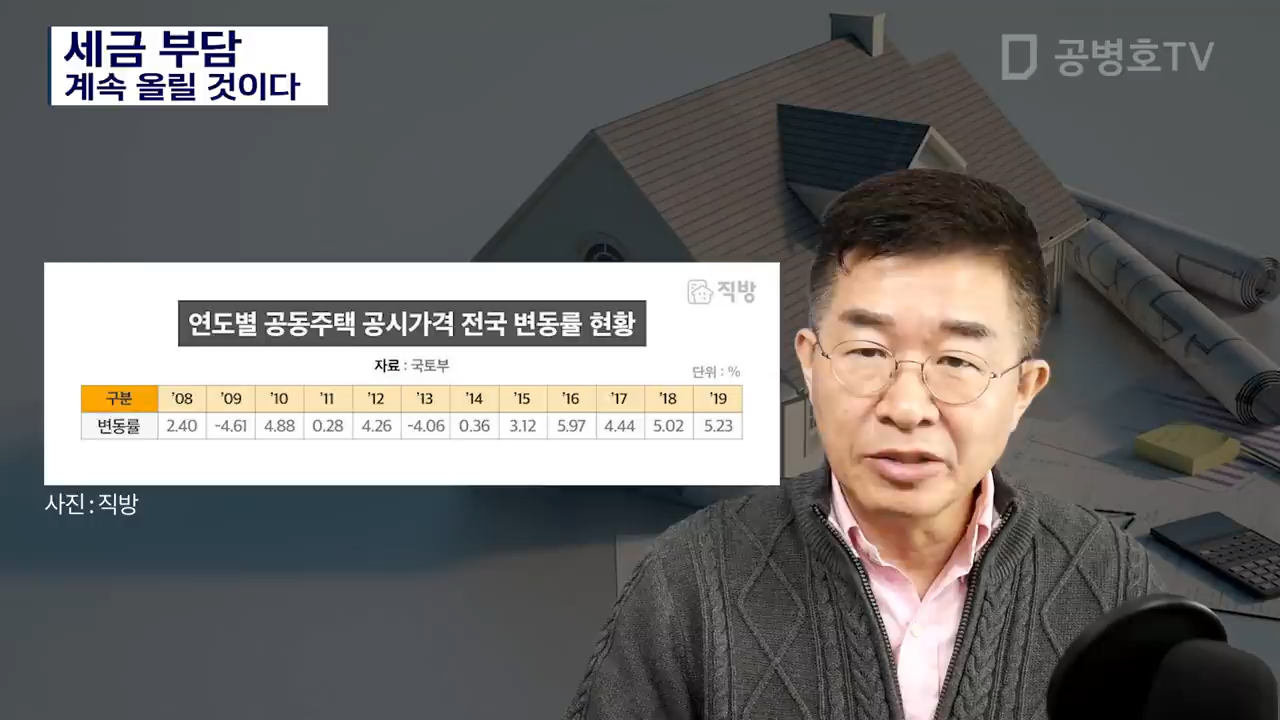 세금 부담
계속 올릴 것이다
공병호TV
직방
연도별 공동주택 공시가격 전국 변동률 현황
자료 : 국토부
단위 : %
구분 '08 '09 '10 '11 '12 '13 '14 '15 '16 '17 '18 '19
변동률 2.40 -4.61 4.88 0.28 4.26 -4.06 0.36 3.12 5.97 4.44 5.02 5.23
사진 : 직방